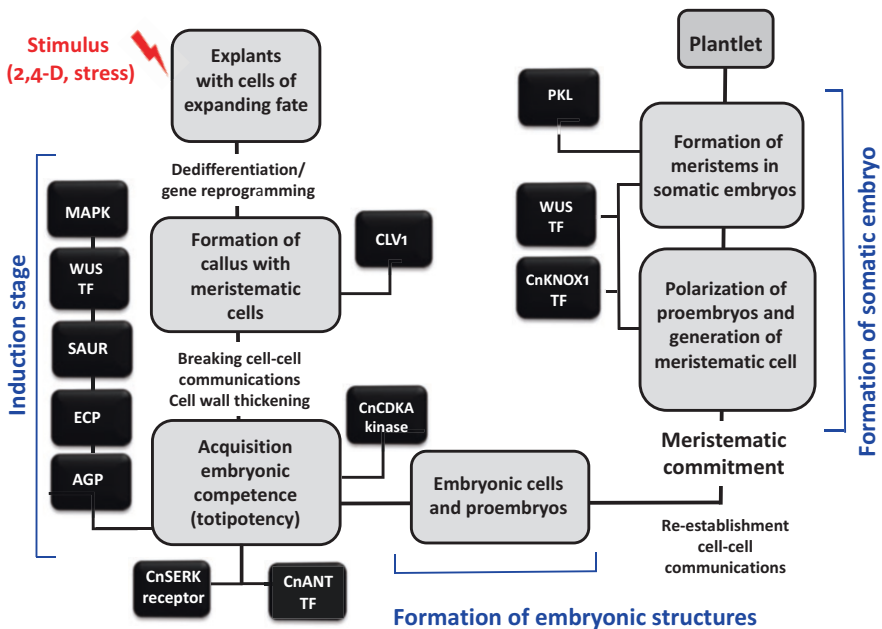 Stimulus
(2,4-D, stress)
Explants
with cells of
expanding fate
Dedifferentiation/
gene reprogramming
Formation of
callus with
meristematic
cells
CLV1
Breaking cell-cell
communications
Cell wall thickening
Induction stage
MAPK
WUS
TF
SAUR
ECP
AGP
CnCDKA
kinase
Acquisition
embryonic
competence
(totipotency)
CnSERK
receptor
CnANT
TF
Embryonic cells
and proembryos
Formation of embryonic structures
Plantlet
PKL
Formation of
meristems in
somatic embryos
WUS
TF
CnKNOX1
TF
Polarization of
proembryos and
generation of
meristematic cell
Meristematic
commitment
Re-establishment
cell-cell
communications
Formation of somatic embryo